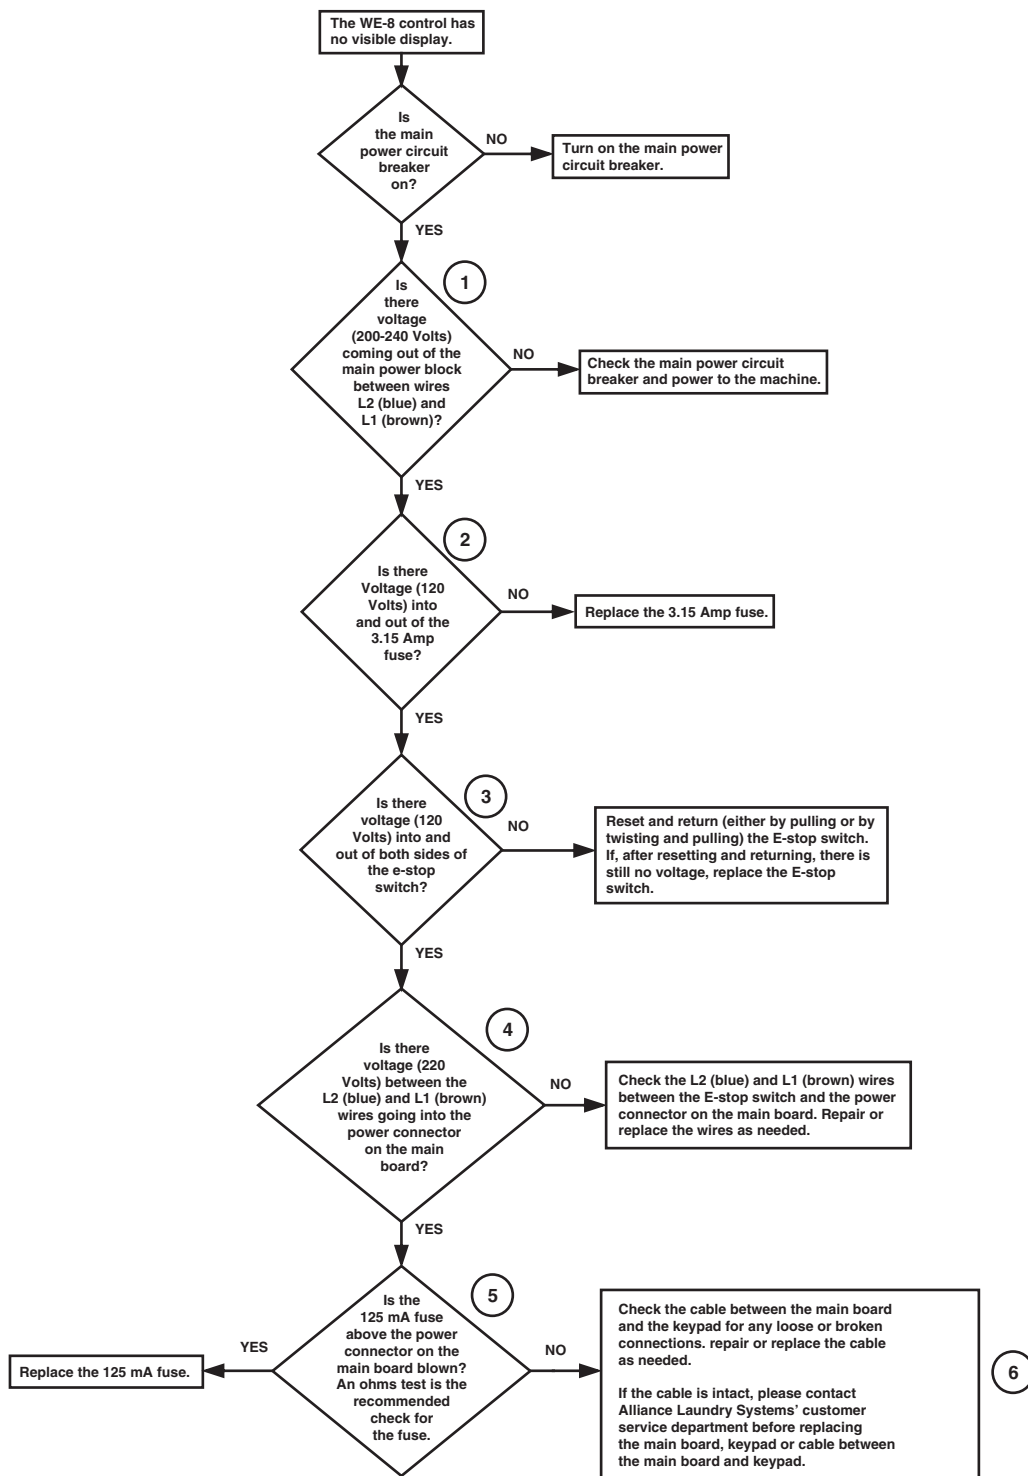 The WE-8 control has
no visible display.
Is
the main
power circuit
breaker
on?
NO
Turn on the main power
circuit breaker.
YES
1
Is
there
voltage
(200-240 Volts)
coming out of the
main power block
between wires
L2 (blue) and
L1 (brown)?
NO
Check the main power circuit
breaker and power to the machine.
YES
2
Is there
Voltage (120
Volts) into
and out of the
3.15 Amp
fuse?
NO
Replace the 3.15 Amp fuse.
YES
3
Is there
voltage (120
Volts) into and
out of both sides of
the e-stop
switch?
NO
Reset and return (either by pulling or by
twisting and pulling) the E-stop switch.
If, after resetting and returning, there is
still no voltage, replace the E-stop
switch.
YES
4
Is there
voltage (220
Volts) between the
L2 (blue) and L1 (brown)
wires going into the
power connector
on the main
board?
NO
Check the L2 (blue) and L1 (brown) wires
between the E-stop switch and the power
connector on the main board. Repair or
replace the wires as needed.
YES
5
Is the
125 mA fuse
above the power
connector on the
main board blown?
An ohms test is the
recommended
check for
the fuse.
YES
Replace the 125 mA fuse.
NO
Check the cable between the main board
and the keypad for any loose or broken
connections. repair or replace the cable
as needed.
If the cable is intact, please contact
Alliance Laundry Systems' customer
service department before replacing
the main board, keypad or cable between
the main board and keypad.
6